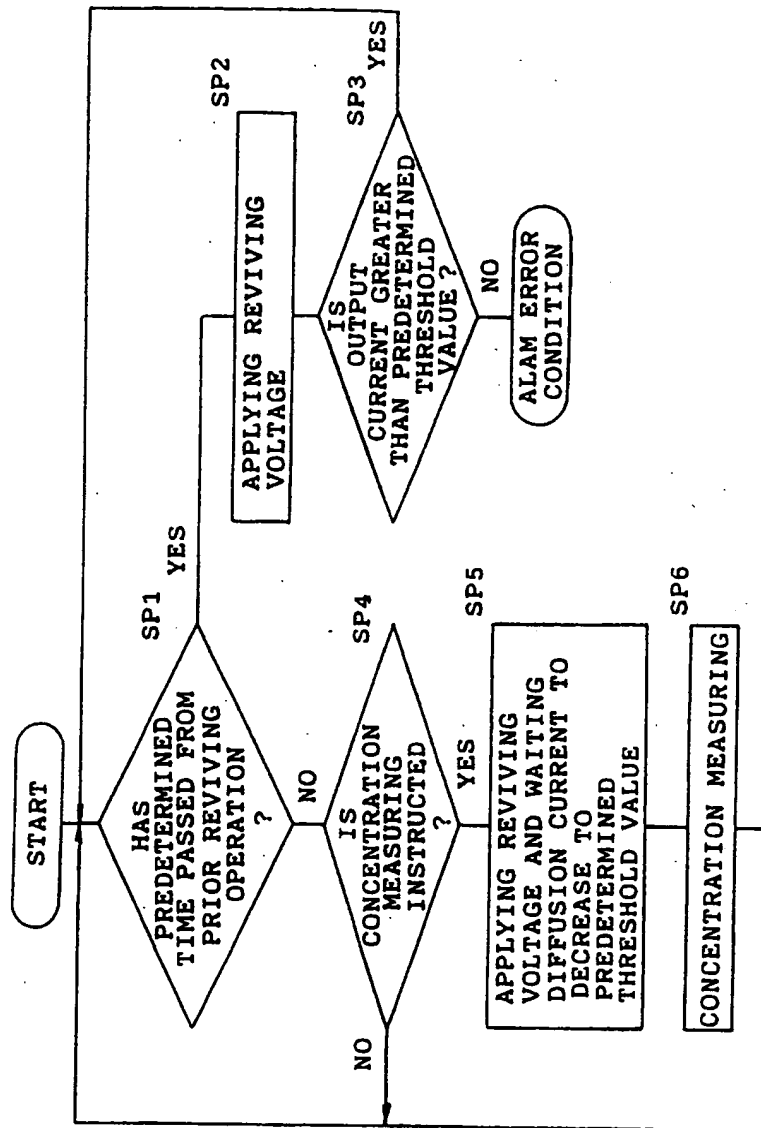 START
SP1
HAS
PREDETERMINED
TIME PASSED FROM
PRIOR REVIVING
OPERATION
?
YES
NO
SP2
APPLYING REVIVING
VOLTAGE
SP3
IS
OUTPUT
CURRENT GREATER
THAN PREDETERMINED
THRESHOLD
VALUE ?
YES
NO
ALAM ERROR
CONDITION
SP4
IS
CONCENTRATION
MEASURING
INSTRUCTED
?
NO
YES
SP5
APPLYING REVIVING
VOLTAGE AND WAITING
DIFFUSION CURRENT TO
DECREASE TO
PREDETERMINED
THRESHOLD VALUE
SP6
CONCENTRATION MEASURING